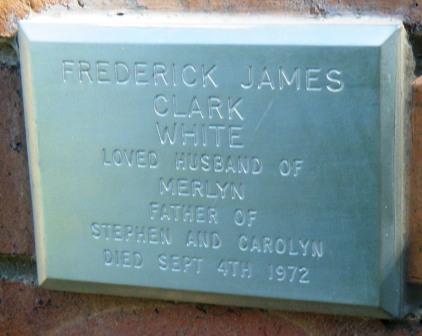 FREDERICK JAMES
CLARK
WHITE
LOVED HUSBAND OF
MERLYN
FATHER OF
STEPHEN AND CAROLYN
DIED SEPT 4TH 1972